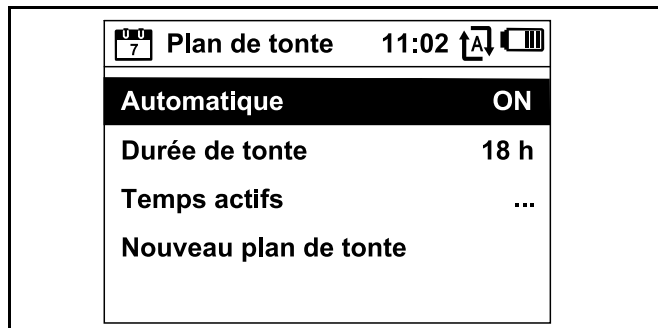 7 Plan de tonte 11:02 A
Automatique ON
Durée de tonte 18 h
Temps actifs ...
Nouveau plan de tonte